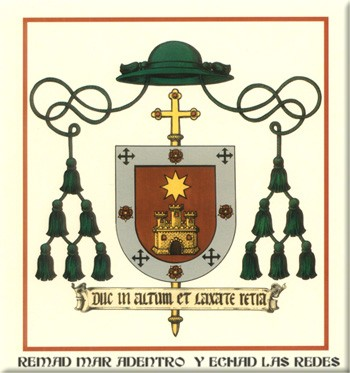 DUC IN ALTUM ET LAXATE RETIA
REMAD MAR ADENTRO Y ECHAD LAS REDES